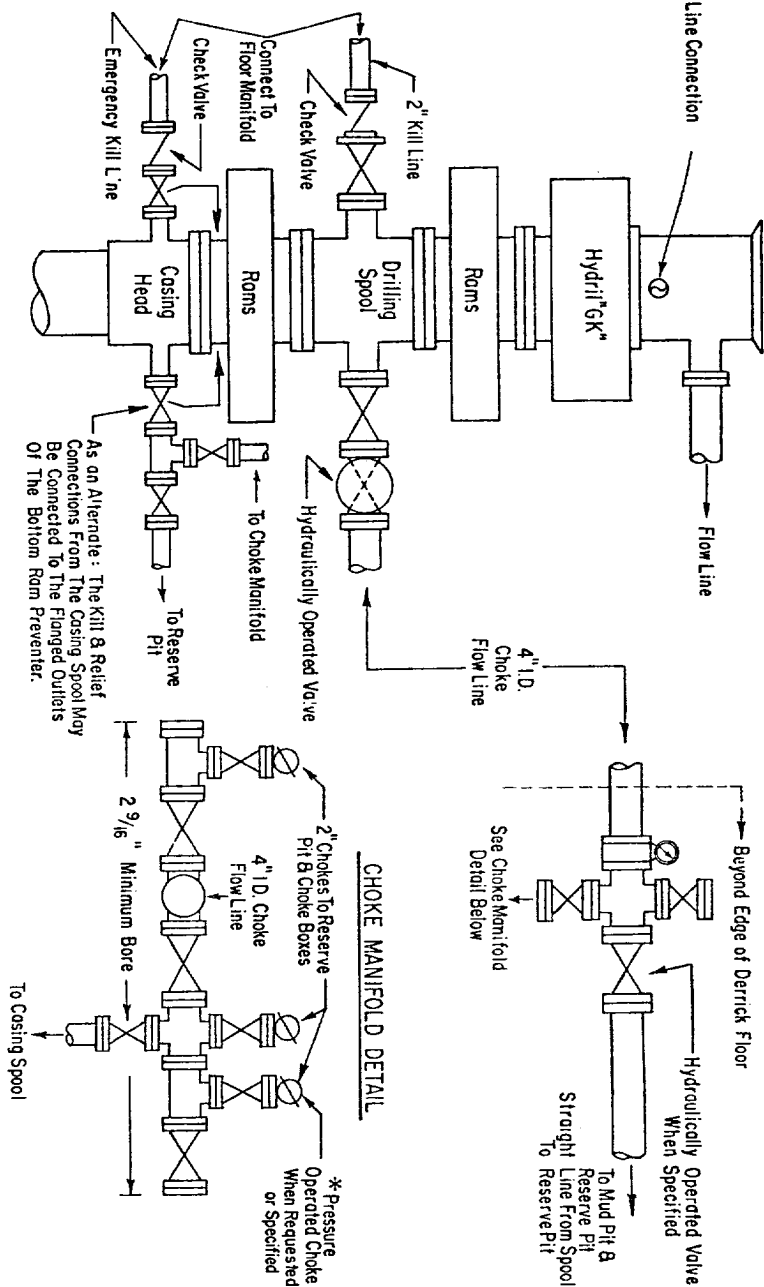 Line Connection
Flow Line
Hydril "GK"
Rams
2" Kill Line
Check Valve
Connect To
Floor Manifold
Drilling
Spool
Hydraulically Operated Valve
Rams
Check Valve
Emergency Kill Line
Casing
Head
To Choke Manifold
To Reserve
Pit
As an Alternate : The Kill & Relief
Connections From The Casing Spool May
Be Connected To The Flanged Outlets
Of The Bottom Ram Preventer.
4" I.D.
Choke
Flow Line
Beyond Edge of Derrick Floor
Hydraulically Operated Valve
When Specified
To Mud Pit &
Reserve Pit
Straight Line From Spool
To Reserve Pit
See Choke Manifold
Detail Below
CHOKE MANIFOLD DETAIL
2" Chokes To Reserve
Pit & Choke Boxes
4" I.D. Choke
Flow Line
*Pressure
Operated Choke
When Requested
or Specified
2 9/16" Minimum Bore
To Casing Spool